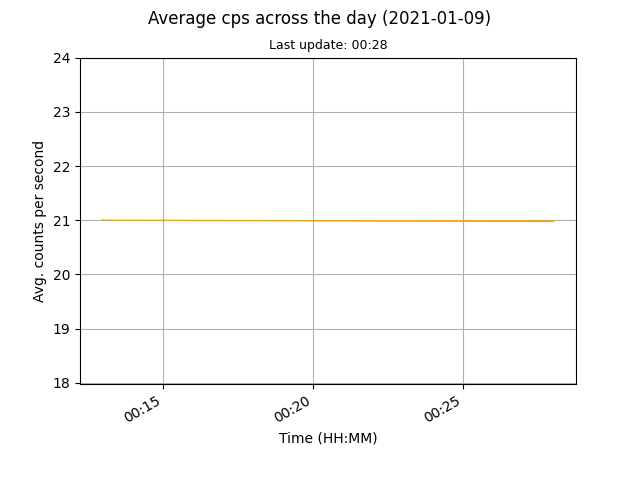 Average cps across the day (2021-01-09)
Last update: 00:28
24
23
22
21
20
19
18
Avg. counts per second
00:15
00:20
00:25
Time (HH:MM)